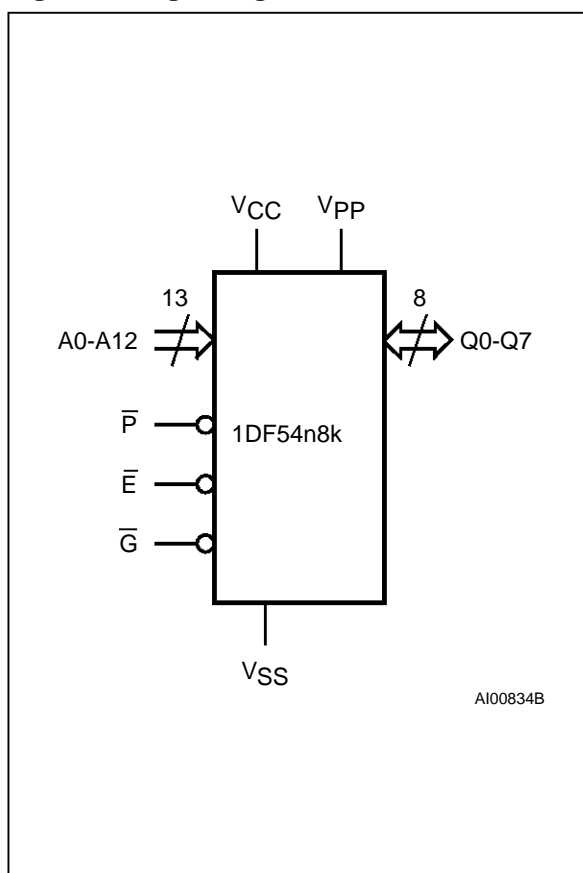 VCC VPP
13 8
A0-A12 Q0-Q7
P̅ 1DF54n8k
E̅
G̅
VSS
AI00834B